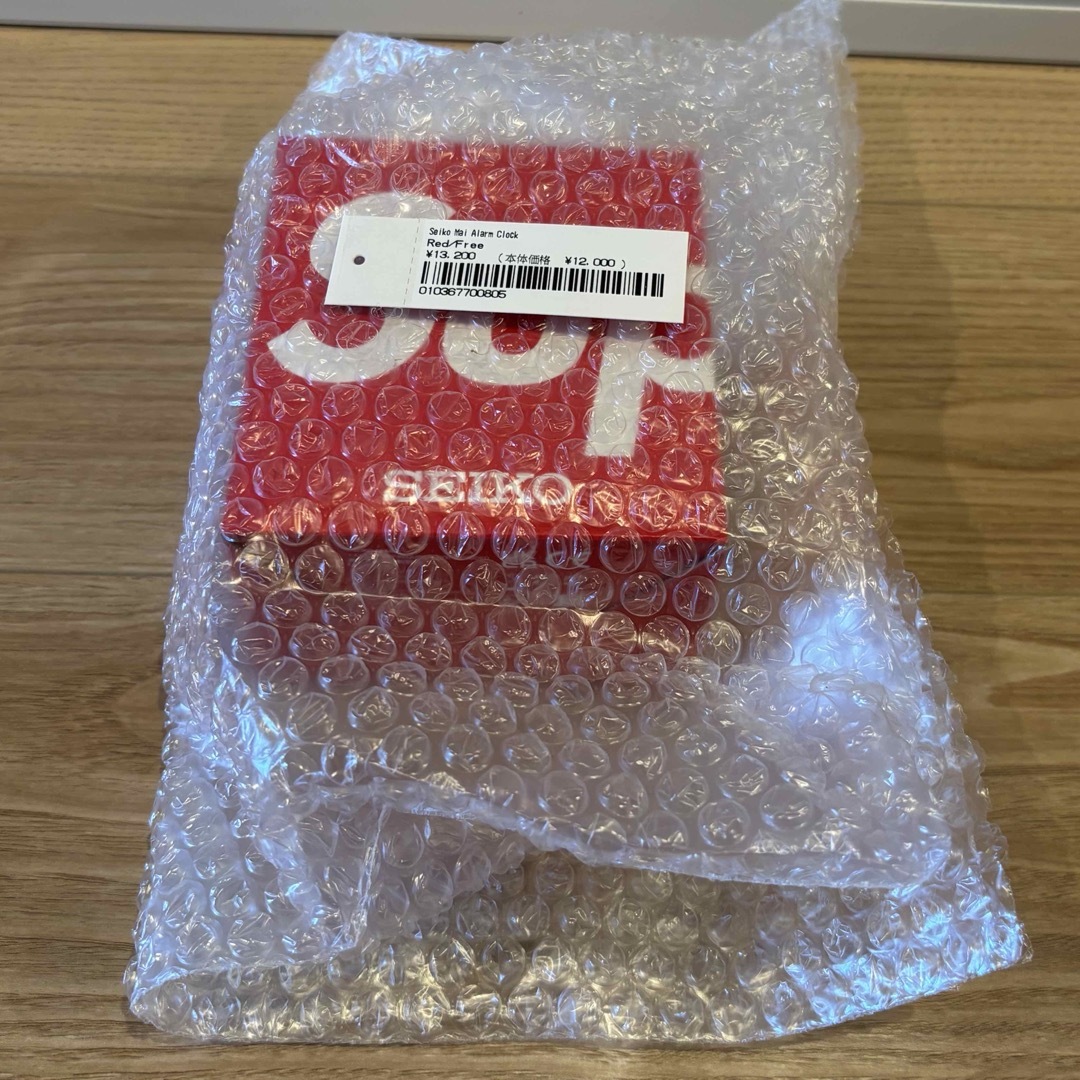 Seiko Mai Alarm Clock
Red/Free
¥13.200 (本体価格 ¥12.000 )
010367700805
Sup
SEIKO